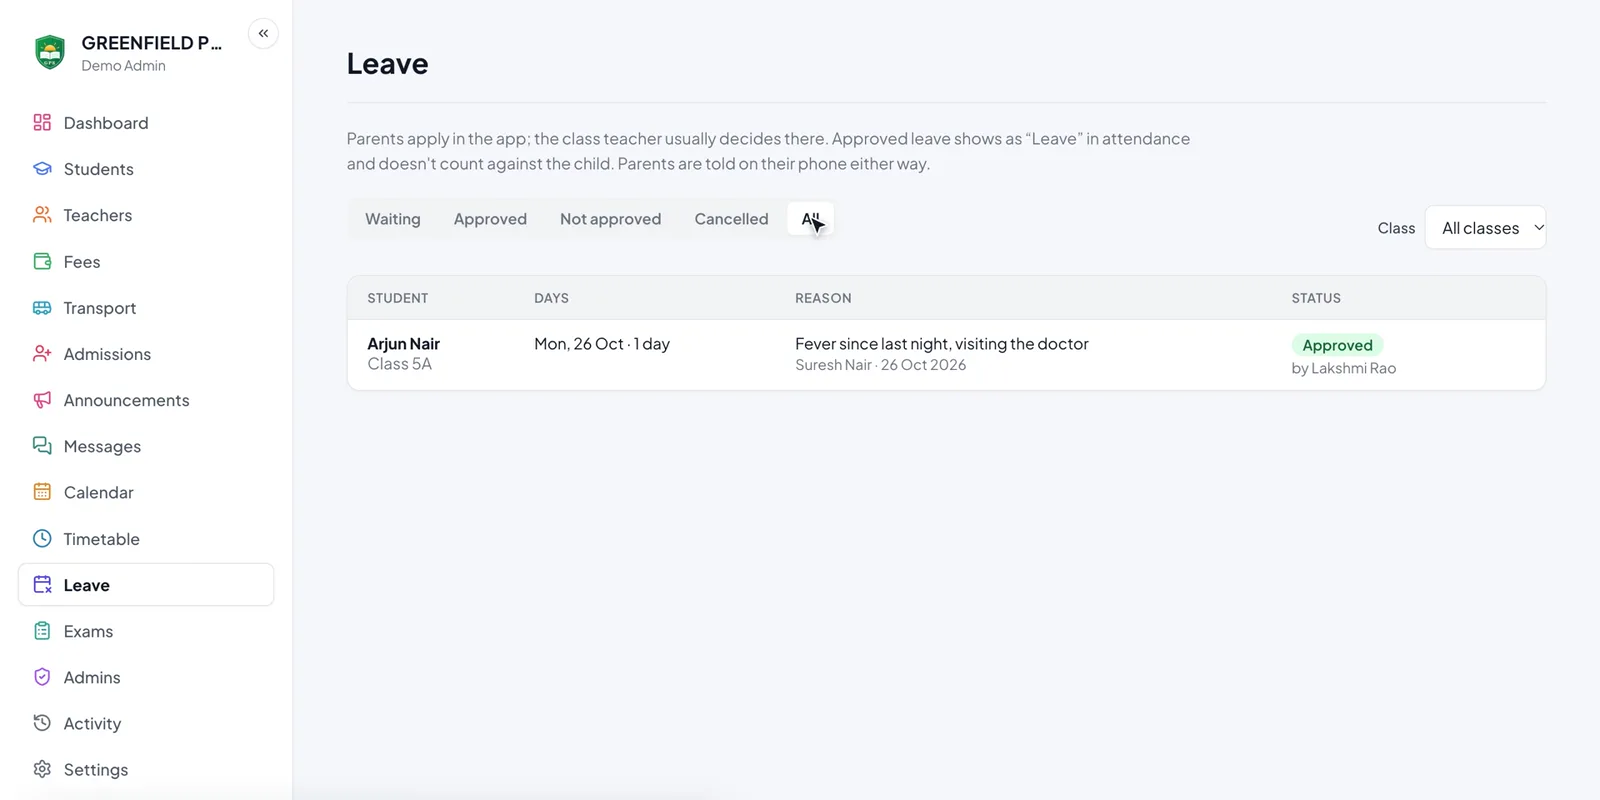 GREENFIELD P...
Demo Admin
Dashboard
Students
Teachers
Fees
Transport
Admissions
Announcements
Messages
Calendar
Timetable
Leave
Exams
Admins
Activity
Settings
Leave
Parents apply in the app; the class teacher usually decides there. Approved leave shows as “Leave” in attendance
and doesn't count against the child. Parents are told on their phone either way.
Waiting Approved Not approved Cancelled All
Class All classes
STUDENT DAYS REASON STATUS
Arjun Nair Mon, 26 Oct · 1 day Fever since last night, visiting the doctor Approved
Class 5A Suresh Nair · 26 Oct 2026 by Lakshmi Rao